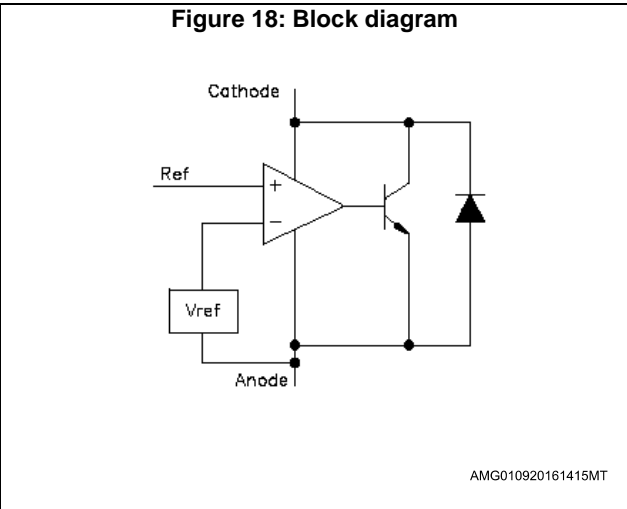 Figure 18: Block diagram
Cathode
Ref
+
−
Vref
Anode
AMG010920161415MT